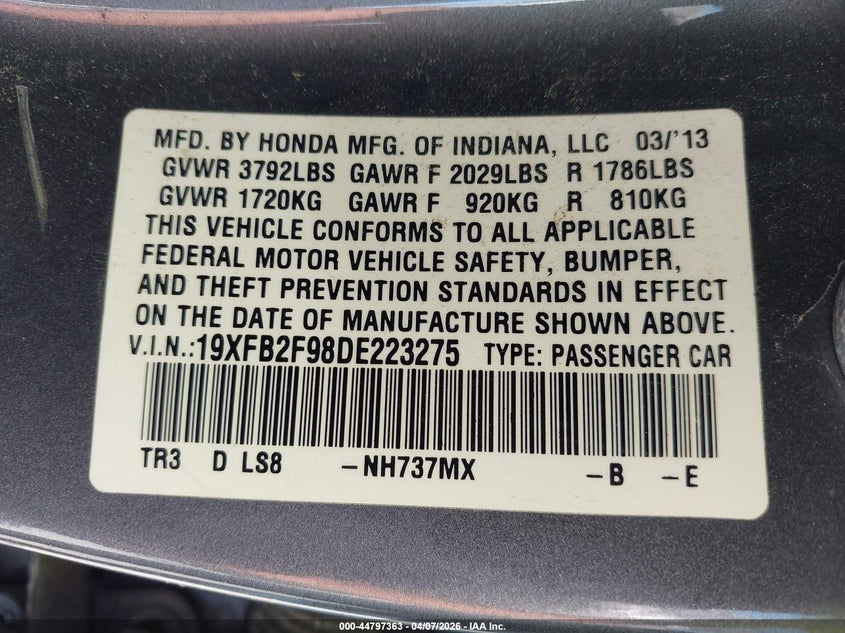 MFD. BY HONDA MFG. OF INDIANA, LLC 03/'13
GVWR 3792LBS GAWR F 2029LBS R 1786LBS
GVWR 1720KG GAWR F 920KG R 810KG
THIS VEHICLE CONFORMS TO ALL APPLICABLE
FEDERAL MOTOR VEHICLE SAFETY, BUMPER,
AND THEFT PREVENTION STANDARDS IN EFFECT
ON THE DATE OF MANUFACTURE SHOWN ABOVE.
V.I.N.:19XFB2F98DE223275 TYPE: PASSENGER CAR
TR3 D LS8 -NH737MX -B -E
000-44797363 - 04/07/2026 - IAA Inc.